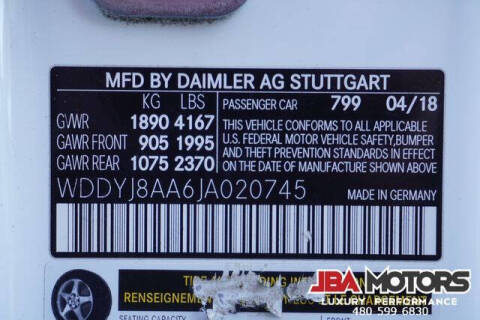 MFD BY DAIMLER AG STUTTGART
KG LBS
GVWR 1890 4167
GAWR FRONT 905 1995
GAWR REAR 1075 2370
PASSENGER CAR 799 04/18
THIS VEHICLE CONFORMS TO ALL APPLICABLE
U.S. FEDERAL MOTOR VEHICLE SAFETY,BUMPER
AND THEFT PREVENTION STANDARDS IN EFFECT
ON THE DATE OF MANUFACTURE SHOWN ABOVE
WDDYJ8AA6JA020745
MADE IN GERMANY
RENSEIGNEMENTS
SEATING CAPACITY
JBA MOTORS
LUXURY PERFORMANCE
480.599.6830